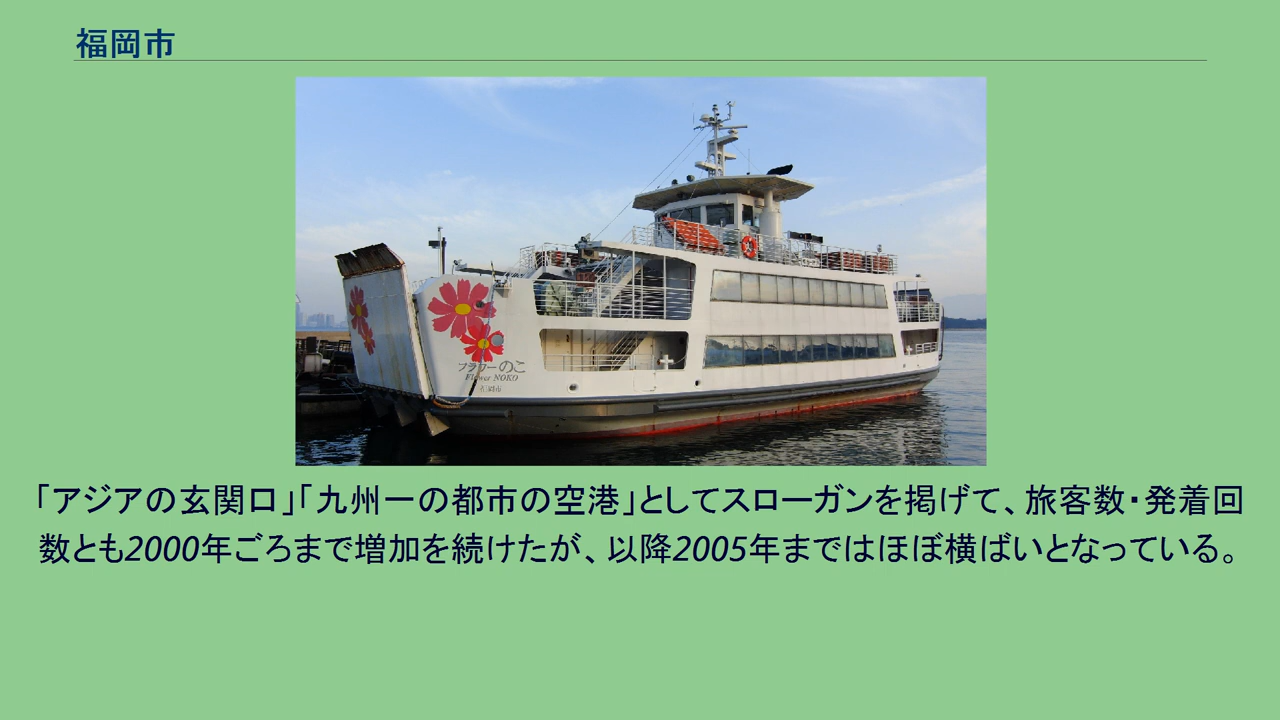 福岡市
フラワーのこ
Flower NOKO
福岡市
「アジアの玄関口」「九州一の都市の空港」としてスローガンを掲げて、旅客数・発着回
数とも2000年ごろまで増加を続けたが、以降2005年まではほぼ横ばいとなっている。